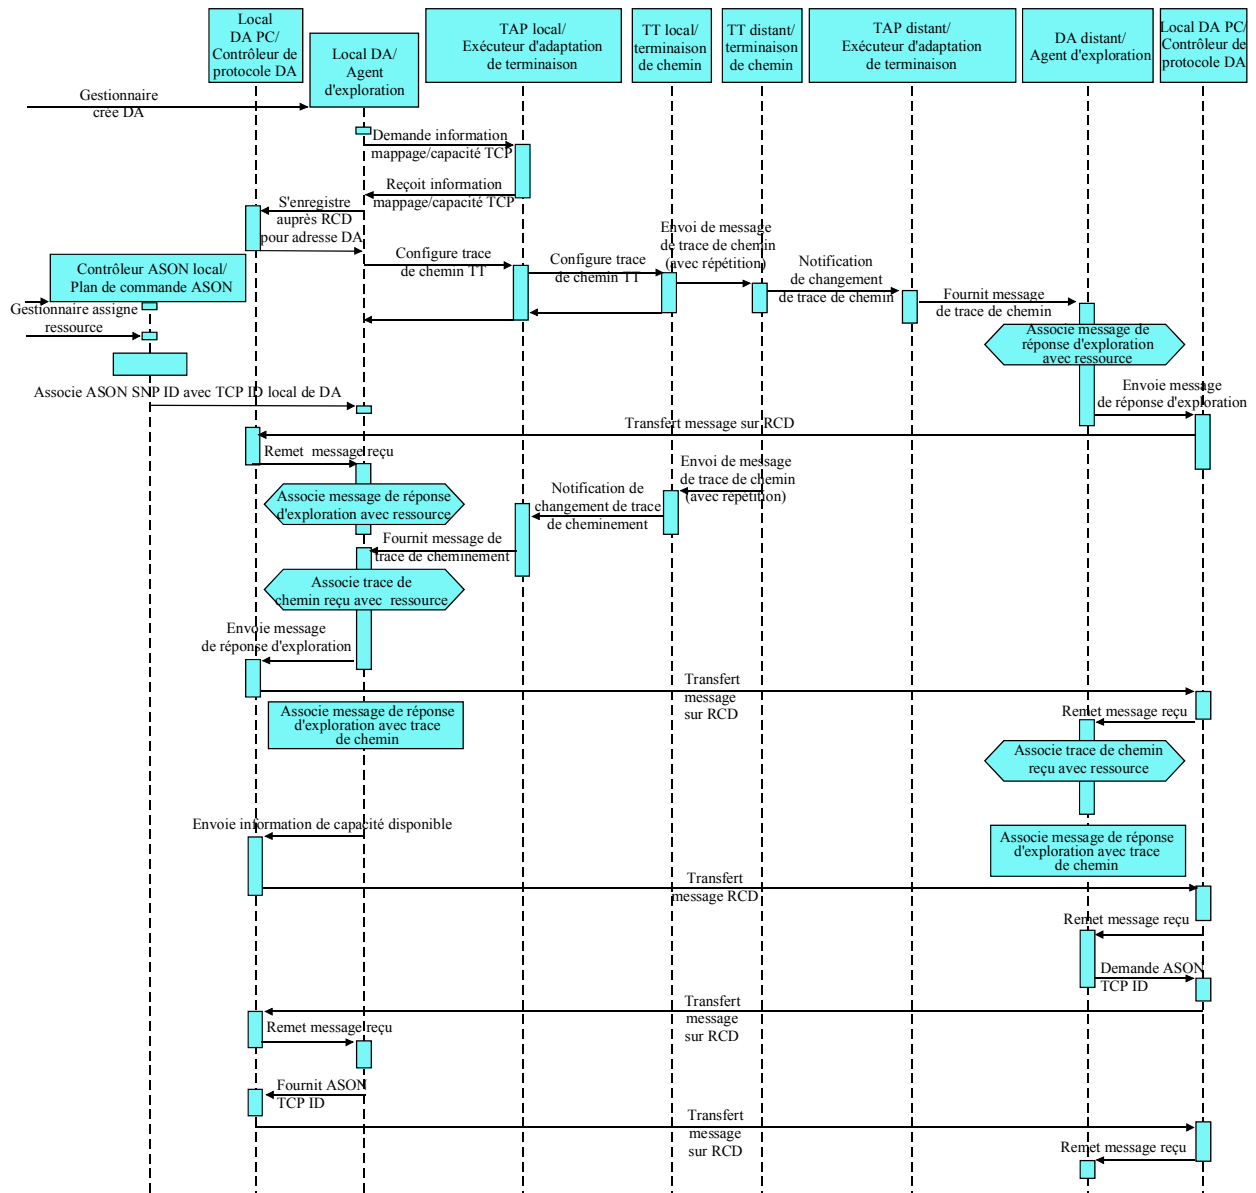 Local
DA PC/
Contrôleur de
protocole DA
Local DA/
Agent
d'exploration
TAP local/
Exécuteur d'adaptation
de terminaison
TT local/
terminaison
de chemin
TT distant/
terminaison
de chemin
TAP distant/
Exécuteur d'adaptation
de terminaison
DA distant/
Agent d'exploration
Local DA PC/
Contrôleur de
protocole DA
Gestionnaire
crée DA
Demande information
mappage/capacité TCP
Reçoit information
mappage/capacité TCP
S'enregistre
auprès RCD
pour adresse DA
Configure trace
de chemin TT
Configure trace
de chemin TT
Envoi de message
de trace de chemin
(avec répétition)
Notification
de changement
de trace de chemin
Fournit message
de trace de chemin
Contrôleur ASON local/
Plan de commande ASON
Gestionnaire assigne
ressource
Associe message de
réponse d'exploration
avec ressource
Associe ASON SNP ID avec TCP ID local de DA
Envoie message
de réponse d'exploration
Transfert message sur RCD
Remet message reçu
Envoi de message
de trace de chemin
(avec répétition)
Associe message de réponse
d'exploration avec ressource
Notification de
changement de trace
de cheminement
Fournit message de
trace de cheminement
Associe trace de
chemin reçu avec ressource
Envoie message
de réponse d'exploration
Transfert
message
sur RCD
Associe message de réponse
d'exploration avec trace
de chemin
Remet message reçu
Associe trace de chemin
reçu avec ressource
Envoie information de capacité disponible
Associe message de réponse
d'exploration avec trace
de chemin
Transfert
message RCD
Remet message reçu
Demande ASON
TCP ID
Transfert
message
sur RCD
Remet message reçu
Fournit ASON
TCP ID
Transfert
message
sur RCD
Remet message reçu